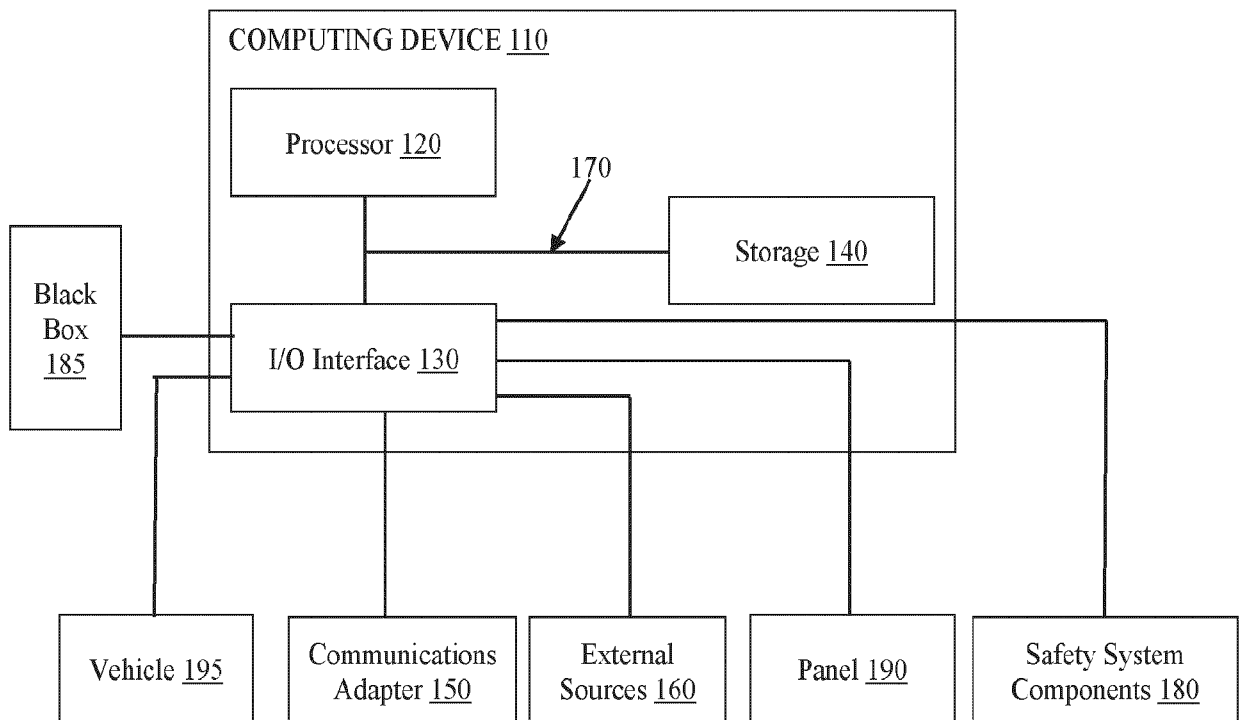 COMPUTING DEVICE 110
Processor 120
170
Storage 140
Black
Box
185
I/O Interface 130
Vehicle 195
Communications
Adapter 150
External
Sources 160
Panel 190
Safety System
Components 180